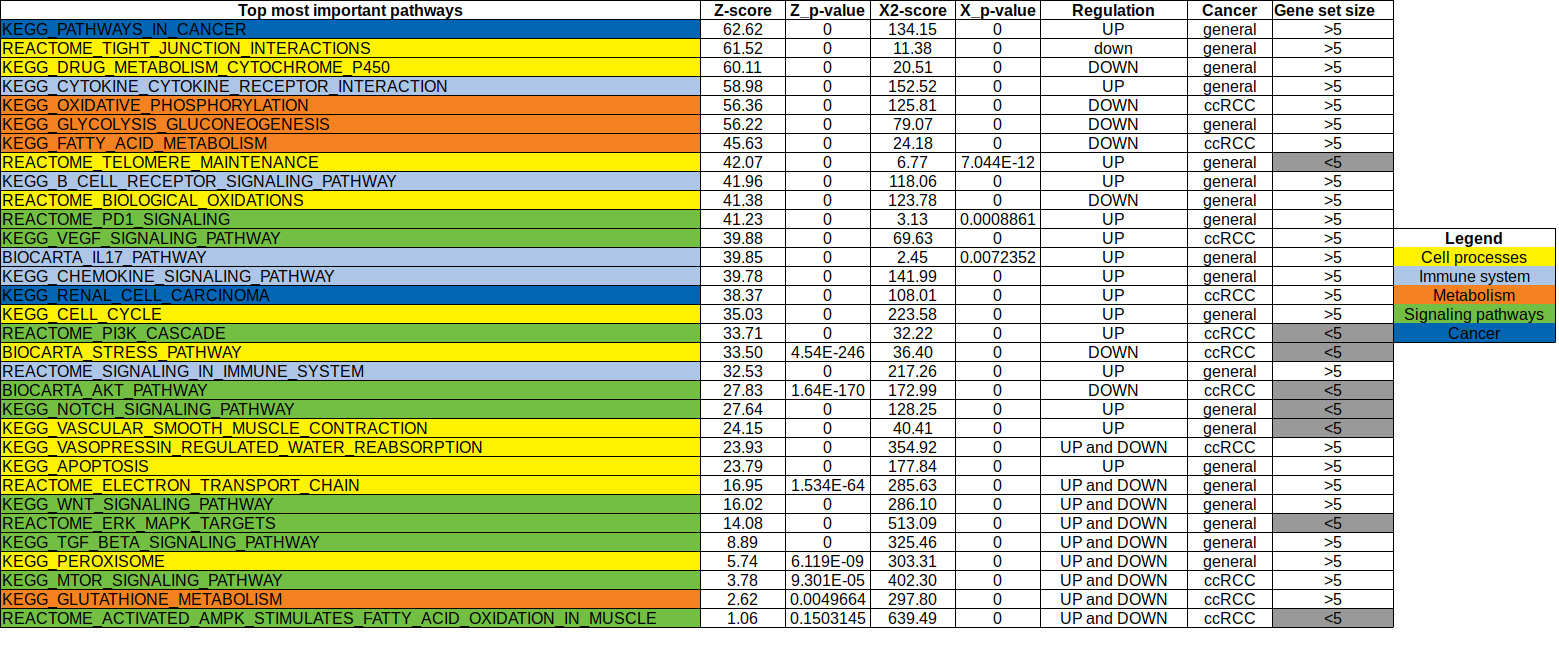 Top most important pathways Z-score Z_p-value X2-score X_p-value Regulation Cancer Gene set size
KEGG_PATHWAYS_IN_CANCER 62.62 0 134.15 0 UP general >5
REACTOME_TIGHT_JUNCTION_INTERACTIONS 61.52 0 11.38 0 down general >5
KEGG_DRUG_METABOLISM_CYTOCHROME_P450 60.11 0 20.51 0 DOWN general >5
KEGG_CYTOKINE_CYTOKINE_RECEPTOR_INTERACTION 58.98 0 152.52 0 UP general >5
KEGG_OXIDATIVE_PHOSPHORYLATION 56.36 0 125.81 0 DOWN ccRCC >5
KEGG_GLYCOLYSIS_GLUCONEOGENESIS 56.22 0 79.07 0 DOWN general >5
KEGG_FATTY_ACID_METABOLISM 45.63 0 24.18 0 DOWN ccRCC >5
REACTOME_TELOMERE_MAINTENANCE 42.07 0 6.77 7.044E-12 UP general <5
KEGG_B_CELL_RECEPTOR_SIGNALING_PATHWAY 41.96 0 118.06 0 UP general >5
REACTOME_BIOLOGICAL_OXIDATIONS 41.38 0 123.78 0 DOWN general >5
REACTOME_PD1_SIGNALING 41.23 0 3.13 0.0008861 UP general >5
KEGG_VEGF_SIGNALING_PATHWAY 39.88 0 69.63 0 UP ccRCC >5 Legend
BIOCARTA_IL17_PATHWAY 39.85 0 2.45 0.0072352 UP general >5 Cell processes
KEGG_CHEMOKINE_SIGNALING_PATHWAY 39.78 0 141.99 0 UP general >5 Immune system
KEGG_RENAL_CELL_CARCINOMA 38.37 0 108.01 0 UP ccRCC >5 Metabolism
KEGG_CELL_CYCLE 35.03 0 223.58 0 UP general >5 Signaling pathways
REACTOME_PI3K_CASCADE 33.71 0 32.22 0 UP ccRCC <5 Cancer
BIOCARTA_STRESS_PATHWAY 33.50 4.54E-246 36.40 0 DOWN ccRCC <5
REACTOME_SIGNALING_IN_IMMUNE_SYSTEM 32.53 0 217.26 0 UP general >5
BIOCARTA_AKT_PATHWAY 27.83 1.64E-170 172.99 0 DOWN ccRCC <5
KEGG_NOTCH_SIGNALING_PATHWAY 27.64 0 128.25 0 UP general <5
KEGG_VASCULAR_SMOOTH_MUSCLE_CONTRACTION 24.15 0 40.41 0 UP general <5
KEGG_VASOPRESSIN_REGULATED_WATER_REABSORPTION 23.93 0 354.92 0 UP and DOWN ccRCC >5
KEGG_APOPTOSIS 23.79 0 177.84 0 UP general >5
REACTOME_ELECTRON_TRANSPORT_CHAIN 16.95 1.534E-64 285.63 0 UP and DOWN general >5
KEGG_WNT_SIGNALING_PATHWAY 16.02 0 286.10 0 UP and DOWN general >5
REACTOME_ERK_MAPK_TARGETS 14.08 0 513.09 0 UP and DOWN general <5
KEGG_TGF_BETA_SIGNALING_PATHWAY 8.89 0 325.46 0 UP and DOWN general >5
KEGG_PEROXISOME 5.74 6.119E-09 303.31 0 UP and DOWN general >5
KEGG_MTOR_SIGNALING_PATHWAY 3.78 9.301E-05 402.30 0 UP and DOWN ccRCC >5
KEGG_GLUTATHIONE_METABOLISM 2.62 0.0049664 297.80 0 UP and DOWN ccRCC >5
REACTOME_ACTIVATED_AMPK_STIMULATES_FATTY_ACID_OXIDATION_IN_MUSCLE 1.06 0.1503145 639.49 0 UP and DOWN ccRCC <5